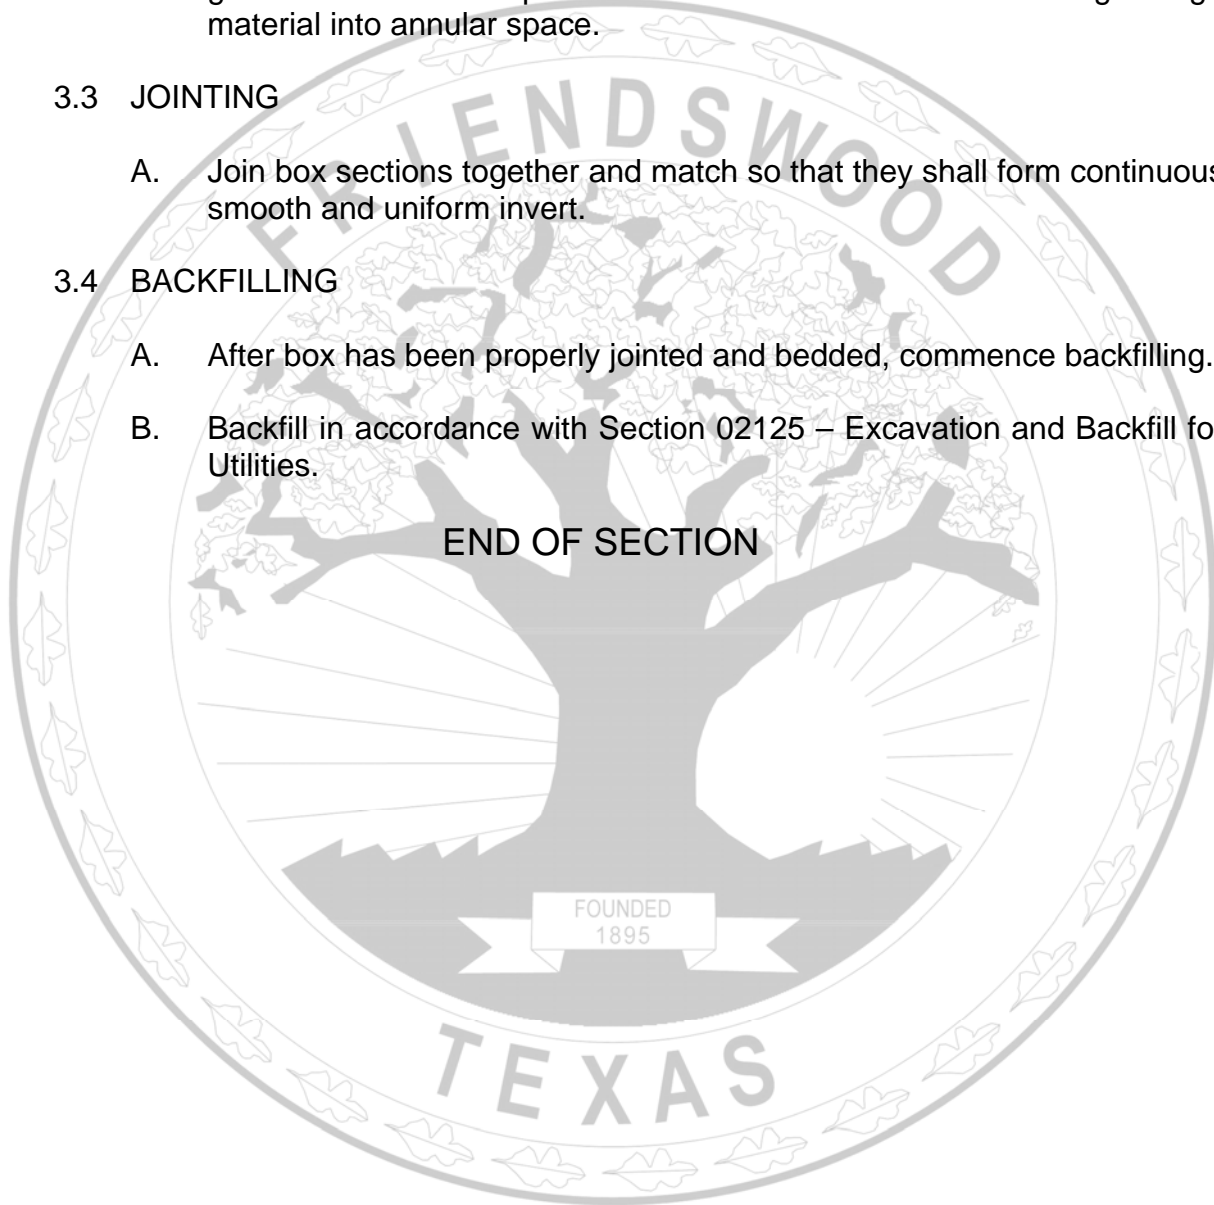 material into annular space.
3.3 JOINTING
A. Join box sections together and match so that they shall form continuous
smooth and uniform invert.
3.4 BACKFILLING
A. After box has been properly jointed and bedded, commence backfilling.
B. Backfill in accordance with Section 02125 – Excavation and Backfill fo
Utilities.
END OF SECTION
FRIENDSWOOD
FOUNDED
1895
TEXAS